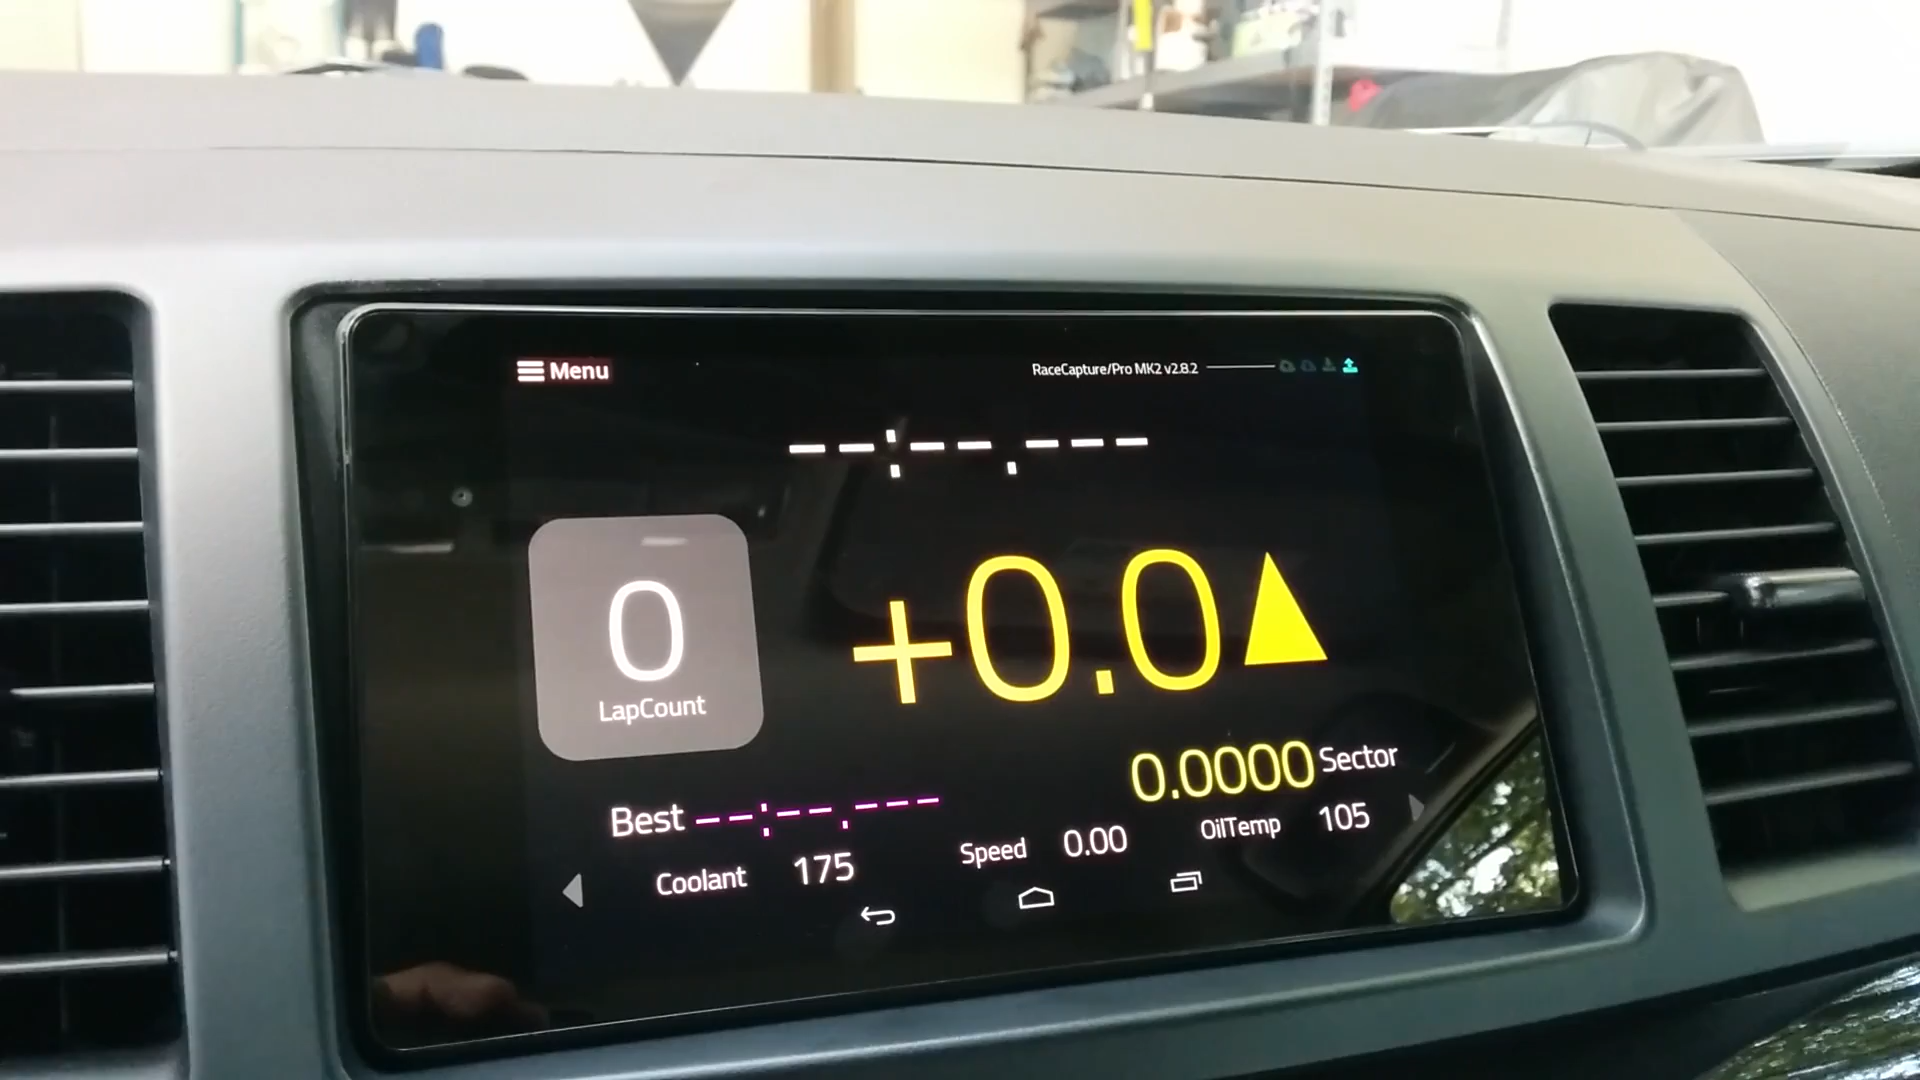 Menu
RaceCapture/Pro MK2 v2.8.2
--:--.---
0
LapCount
+0.0
0.0000 Sector
Best --:--.---
Coolant 175
Speed 0.00
OilTemp 105